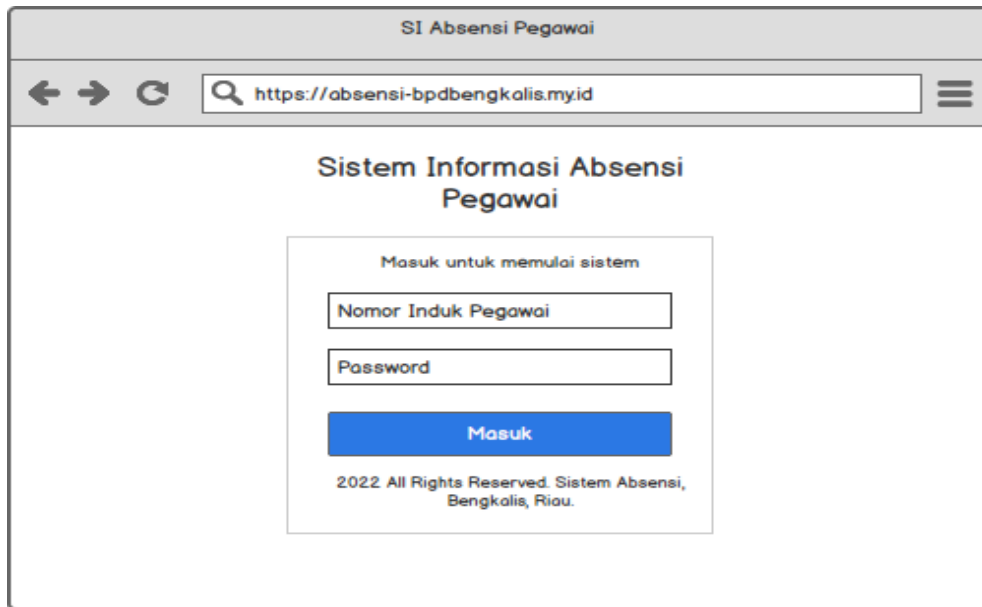 SI Absensi Pegawai
https://absensi-bpdbengkalis.my.id
Sistem Informasi Absensi
Pegawai
Masuk untuk memulai sistem
Nomor Induk Pegawai
Password
Masuk
2022 All Rights Reserved. Sistem Absensi,
Bengkalis, Riau.